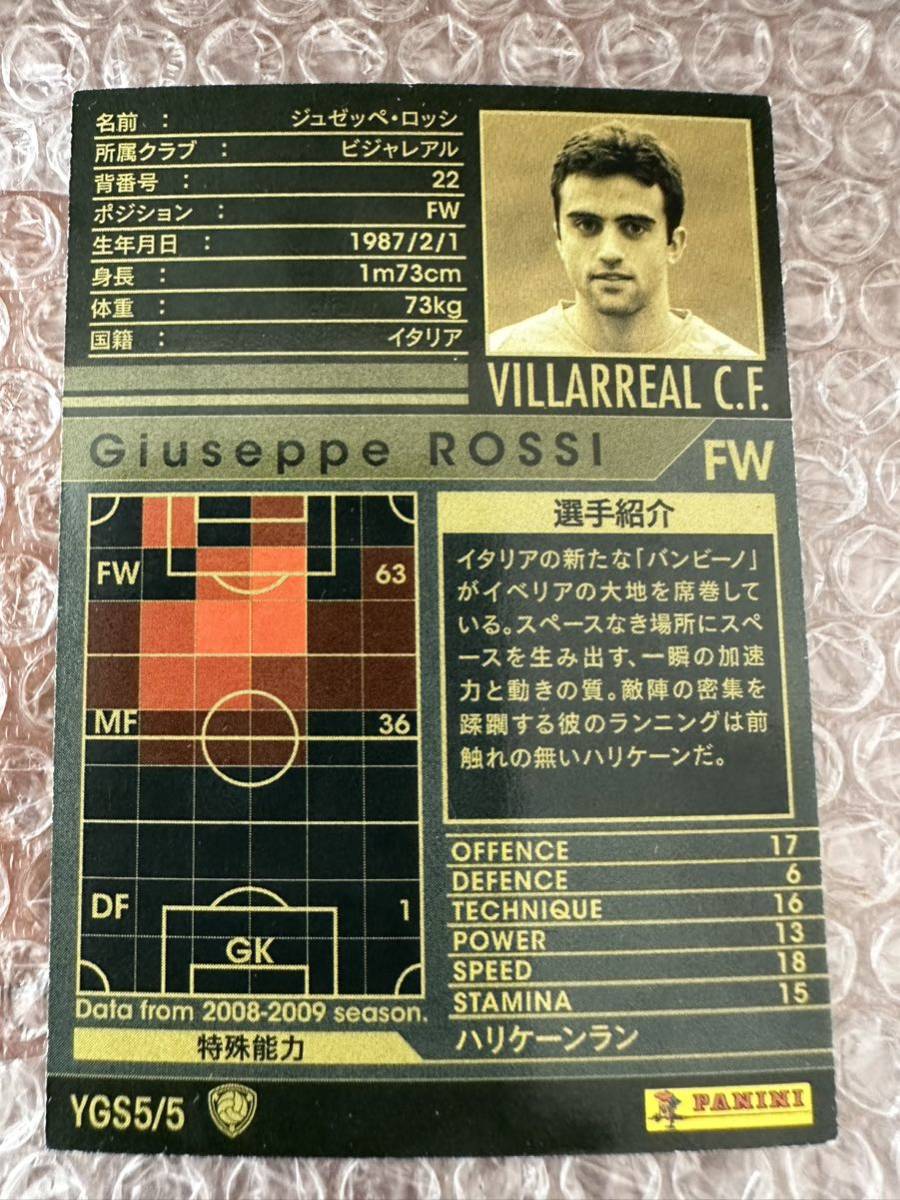 名前 : ジュゼッペ・ロッシ
所属クラブ : ビジャレアル
背番号 : 22
ポジション : FW
生年月日 : 1987/2/1
身長 : 1m73cm
体重 : 73kg
国籍 : イタリア
VILLARREAL C.F.
Giuseppe ROSSI FW
FW 63
MF 36
DF 1
GK
Data from 2008-2009 season.
選手紹介
イタリアの新たな「バンビーノ」
がイベリアの大地を席巻して
いる。スペースなき場所にスペ
ースを生み出す、一瞬の加速
力と動きの質。敵陣の密集を
蹂躙する彼のランニングは前
触れの無いハリケーンだ。
OFFENCE 17
DEFENCE 6
TECHNIQUE 16
POWER 13
SPEED 18
STAMINA 15
特殊能力 ハリケーンラン
YGS5/5
PANINI